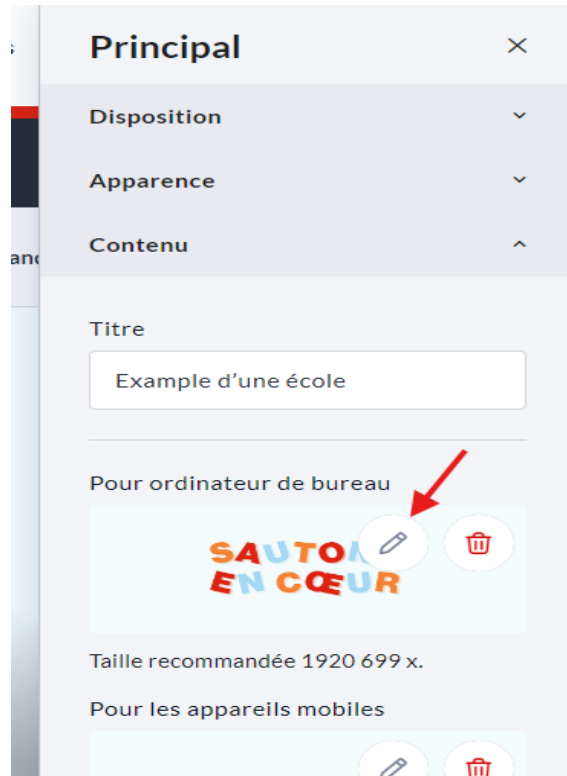 Principal
Disposition
Apparence
Contenu
Titre
Example d’une école
Pour ordinateur de bureau
EN CŒUR
Taille recommandée 1920 699 x.
Pour les appareils mobiles